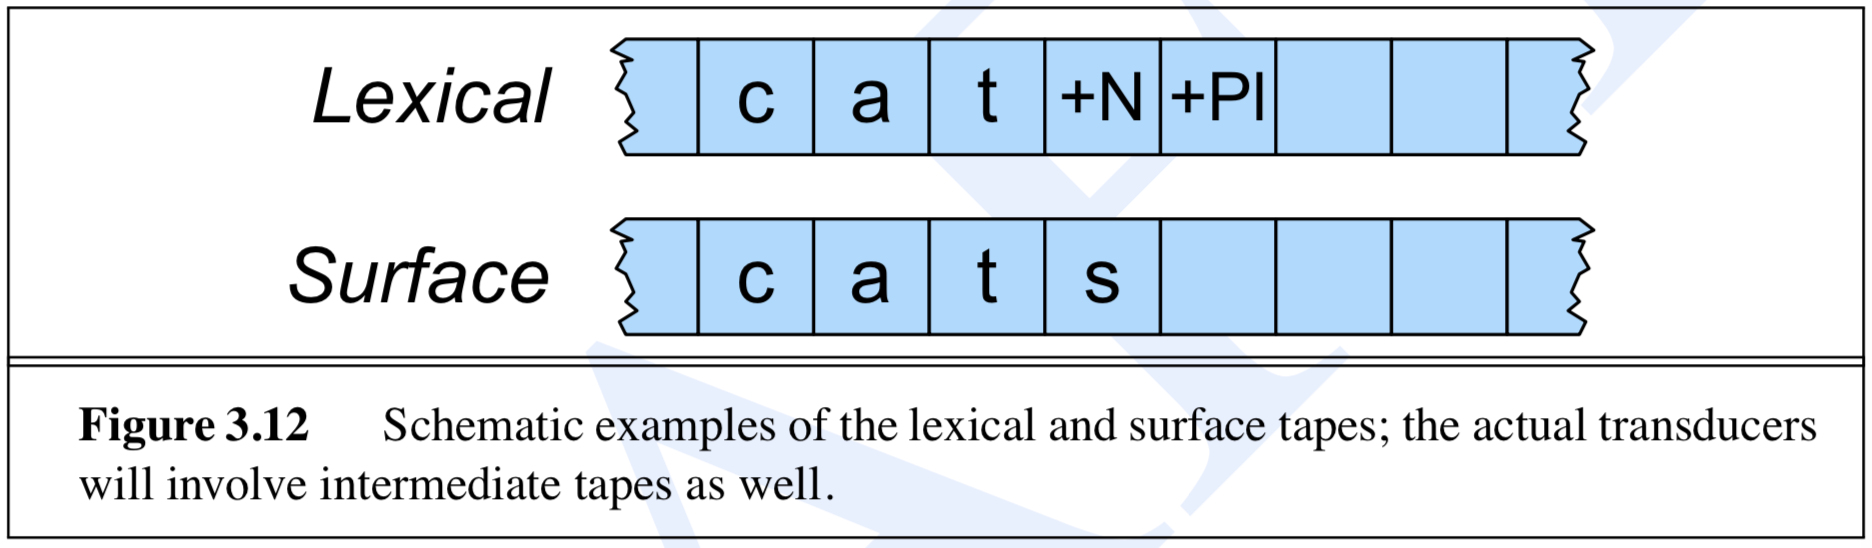 Lexical c a t +N +Pl
Surface c a t s
Figure 3.12 Schematic examples of the lexical and surface tapes; the actual transducers
will involve intermediate tapes as well.